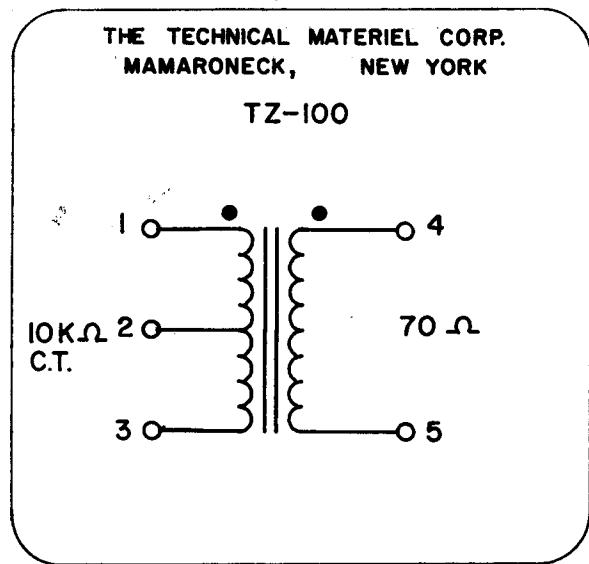 THE TECHNICAL MATERIEL CORP.
MAMARONECK, NEW YORK
TZ-100
1
4
10KΩ 2
70 Ω
C.T.
3
5